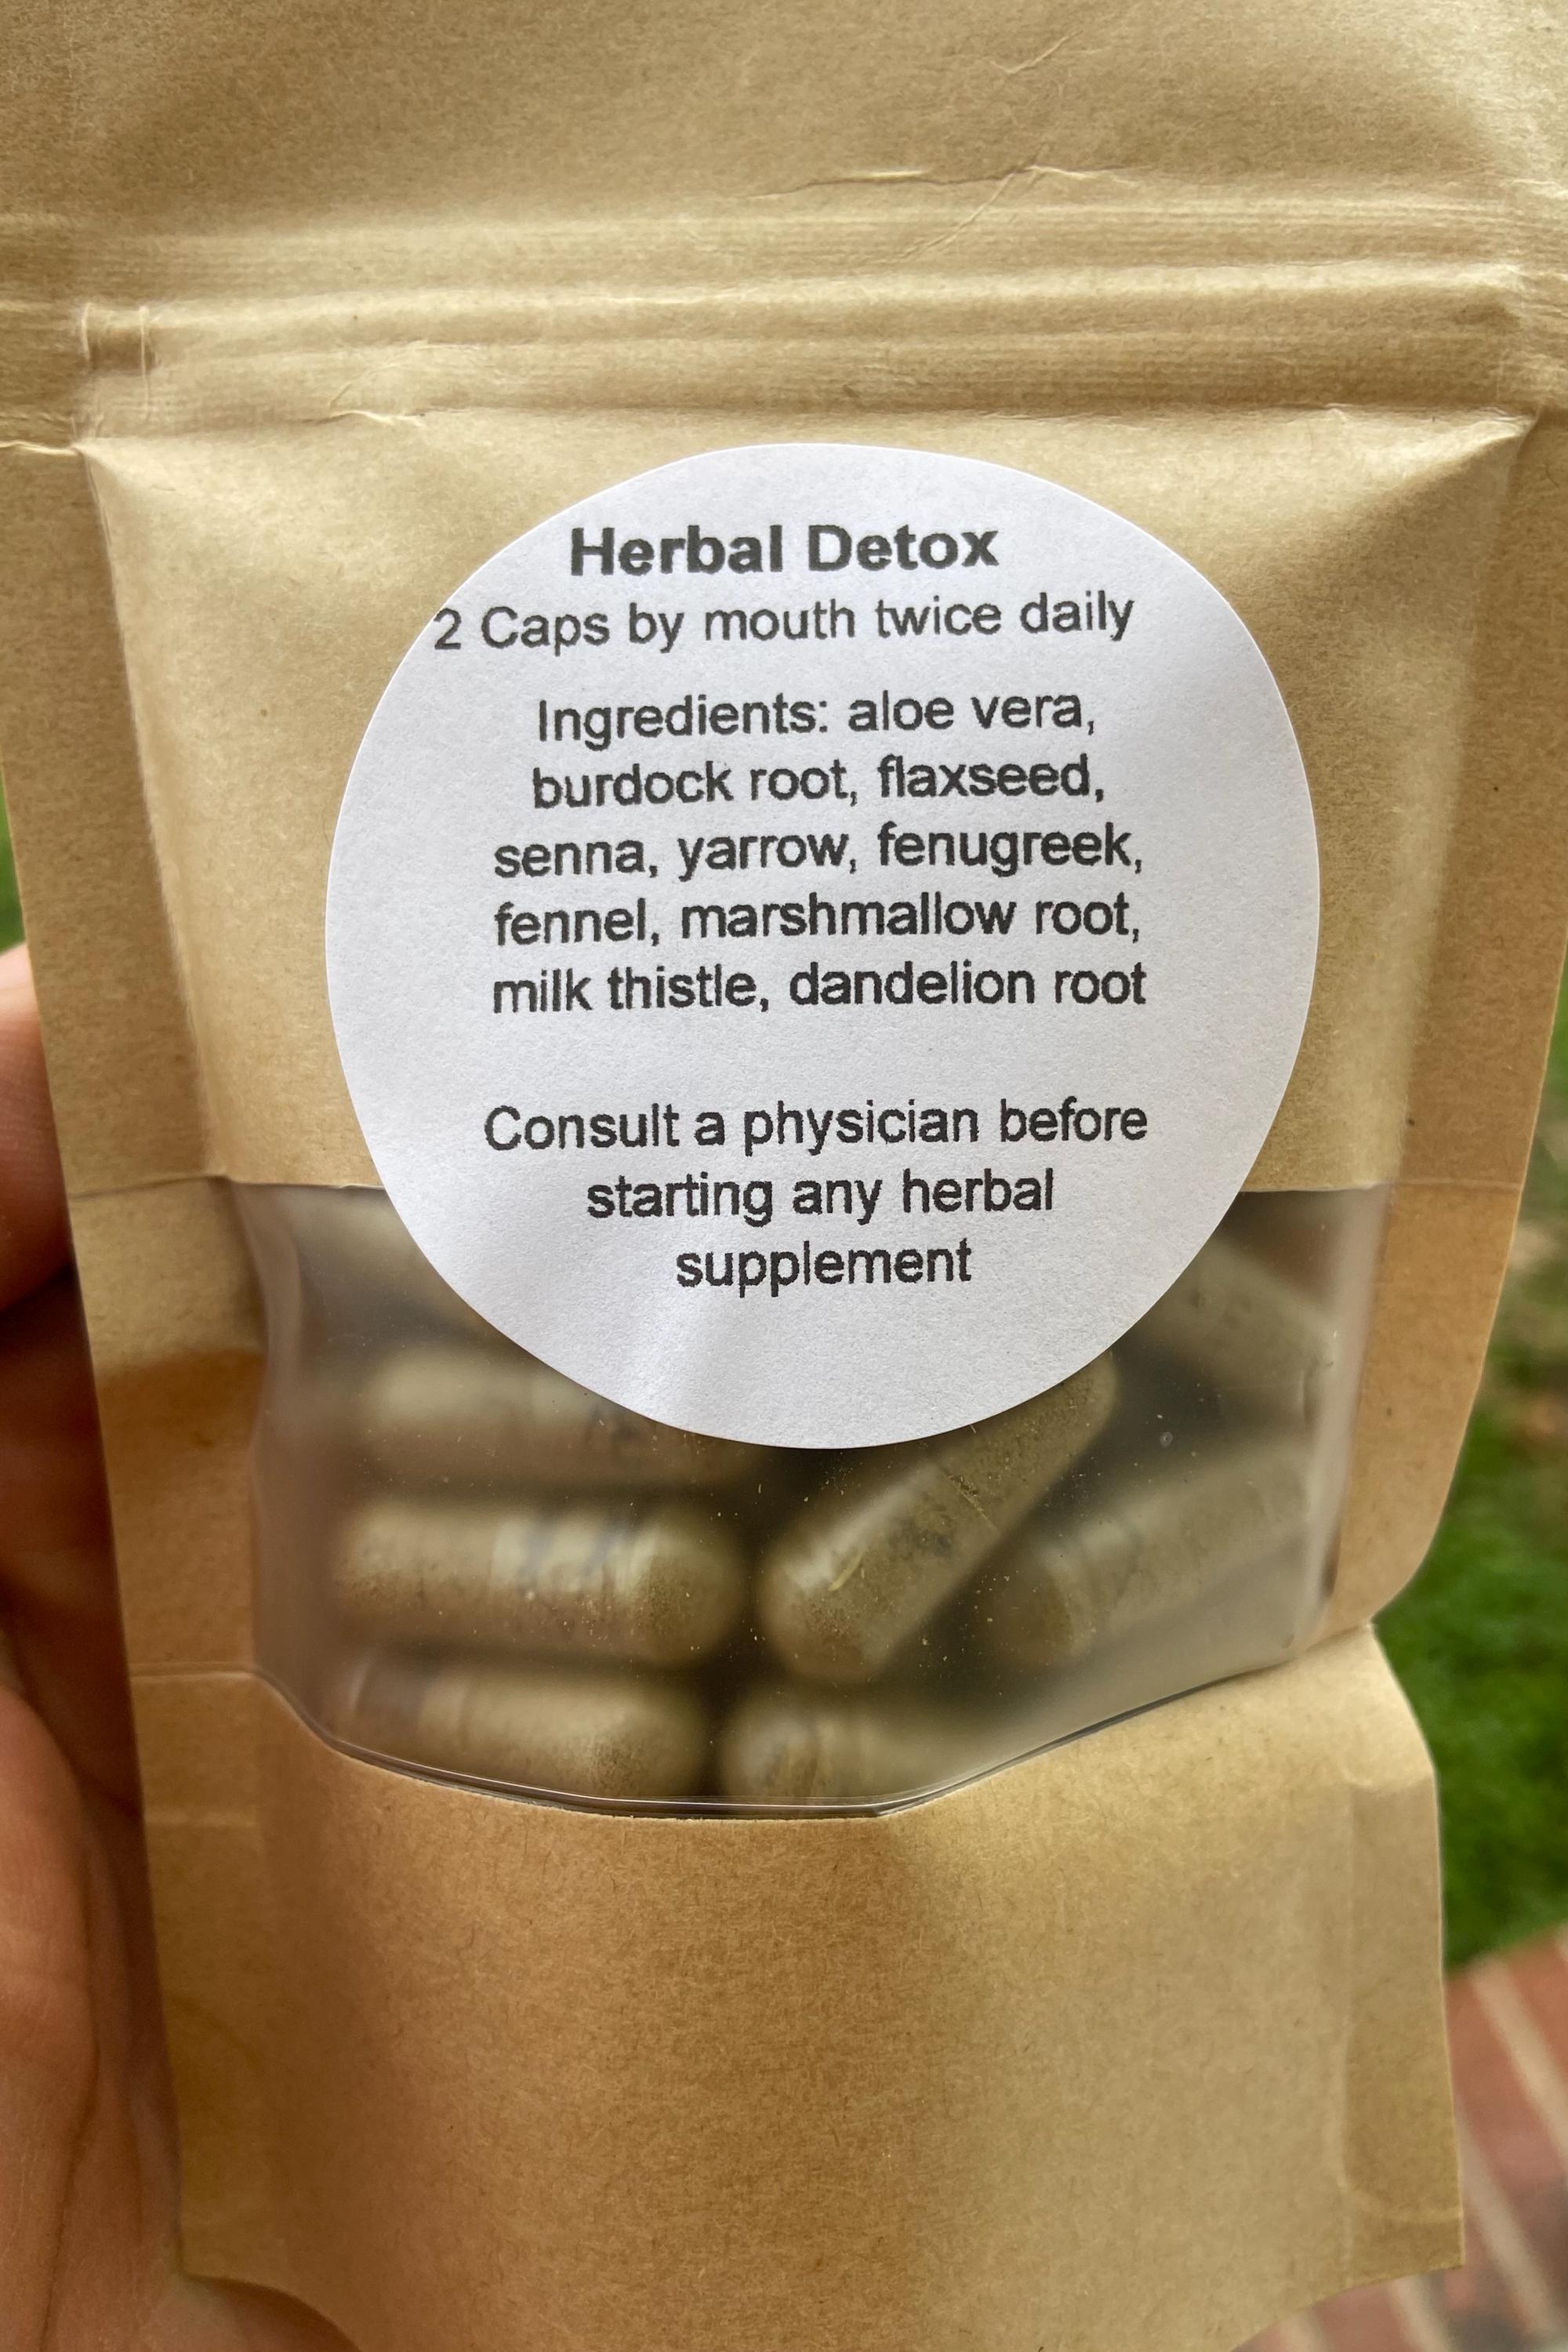 Herbal Detox
2 Caps by mouth twice daily
Ingredients: aloe vera,
burdock root, flaxseed,
senna, yarrow, fenugreek,
fennel, marshmallow root,
milk thistle, dandelion root
Consult a physician before
starting any herbal
supplement